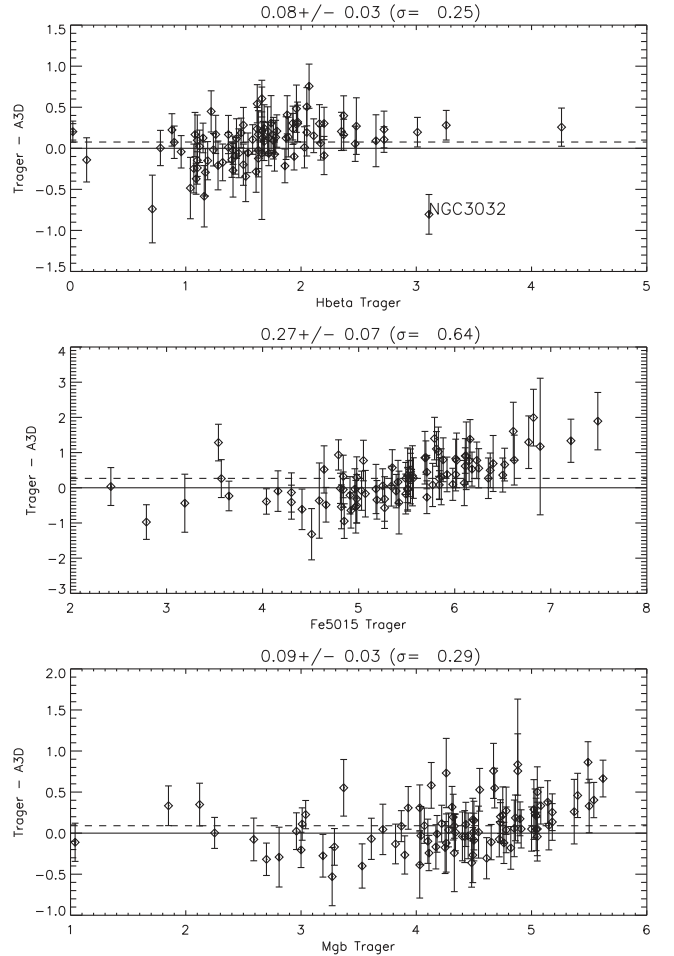 0.08+/− 0.03 (σ= 0.25)
1.5
1.0
0.5
0.0
−0.5
−1.0
−1.5
Trager − A3D
NGC3032
0 1 2 3 4 5
Hbeta Trager
0.27+/− 0.07 (σ= 0.64)
4
3
2
1
0
−1
−2
−3
Trager − A3D
2 3 4 5 6 7 8
Fe5015 Trager
0.09+/− 0.03 (σ= 0.29)
2.0
1.5
1.0
0.5
0.0
−0.5
−1.0
Trager − A3D
1 2 3 4 5 6
Mgb Trager